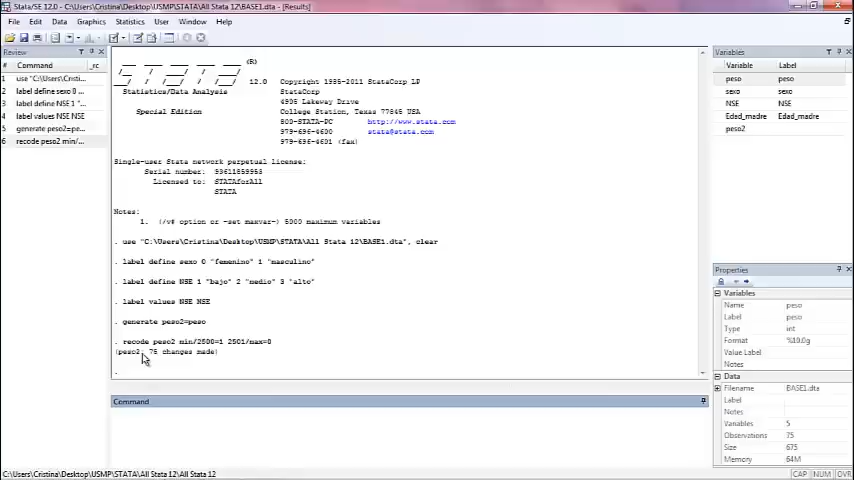 Stata/SE 12.0 - C:\Users\Cristina\Desktop\USMP\STATA\All Stata 12\BASE1.dta - [Results]
File Edit Data Graphics Statistics User Window Help
Review
# Command _rc
1 use "C:\Users\Cristi...
2 label define sexo 0 ...
3 label define NSE 1 "...
4 label values NSE NSE
5 generate peso2=pe...
6 recode peso2 min/...
(R)
12.0 Copyright 1985-2011 StataCorp LP
Statistics/Data Analysis StataCorp
4905 Lakeway Drive
Special Edition College Station, Texas 77845 USA
800-STATA-PC http://www.stata.com
979-696-4600 stata@stata.com
979-696-4601 (fax)
Single-user Stata network perpetual license:
Serial number: 93611859953
Licensed to: STATAforAll
STATA
Notes:
1. (/v# option or -set maxvar-) 5000 maximum variables
. use "C:\Users\Cristina\Desktop\USMP\STATA\All Stata 12\BASE1.dta", clear
. label define sexo 0 "femenino" 1 "masculino"
. label define NSE 1 "bajo" 2 "medio" 3 "alto"
. label values NSE NSE
. generate peso2=peso
. recode peso2 min/2500=1 2501/max=0
(peso2: 75 changes made)
.
Command
Variables
Variable Label
peso peso
sexo sexo
NSE NSE
Edad_madre Edad_madre
peso2
Properties
Variables
Name peso
Label peso
Type int
Format %10.0g
Value Label
Notes
Data
Filename BASE1.dta
Label
Notes
Variables 5
Observations 75
Size 675
Memory 64M
C:\Users\Cristina\Desktop\USMP\STATA\All Stata 12\All Stata 12
CAP NUM OVR